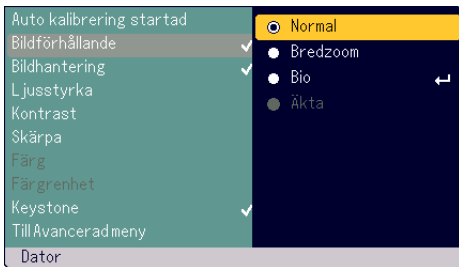 Auto kalibrering startad
Bildförhållande
Bildhantering
Ljusstyrka
Kontrast
Skärpa
Färg
Färgrenhet
Keystone
Till Avancerad meny
Dator
Normal
Bredzoom
Bio
Äkta